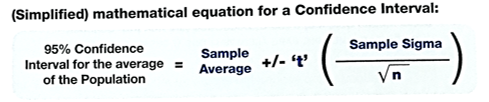 (Simplified) mathematical equation for a Confidence Interval:
95% Confidence
Interval for the average = Sample Average +/- 't' ( Sample Sigma / √n )
of the Population